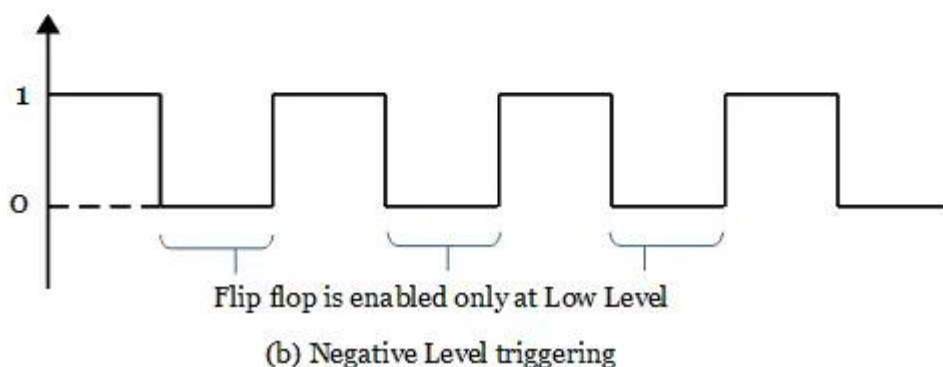 1
0
Flip flop is enabled only at Low Level
(b) Negative Level triggering